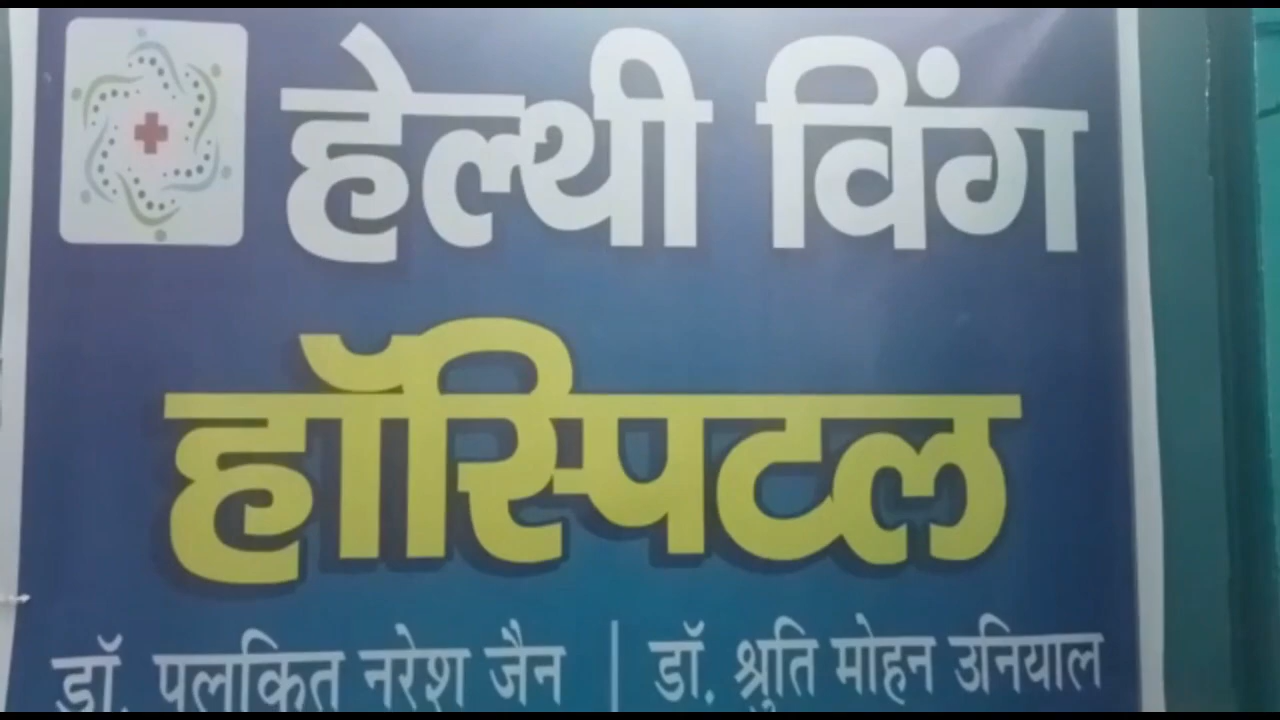 हेल्थी विंग
हॉस्पिटल
डॉ. पलकित नरेश जैन | डॉ. श्रुति मोहन उनियाल